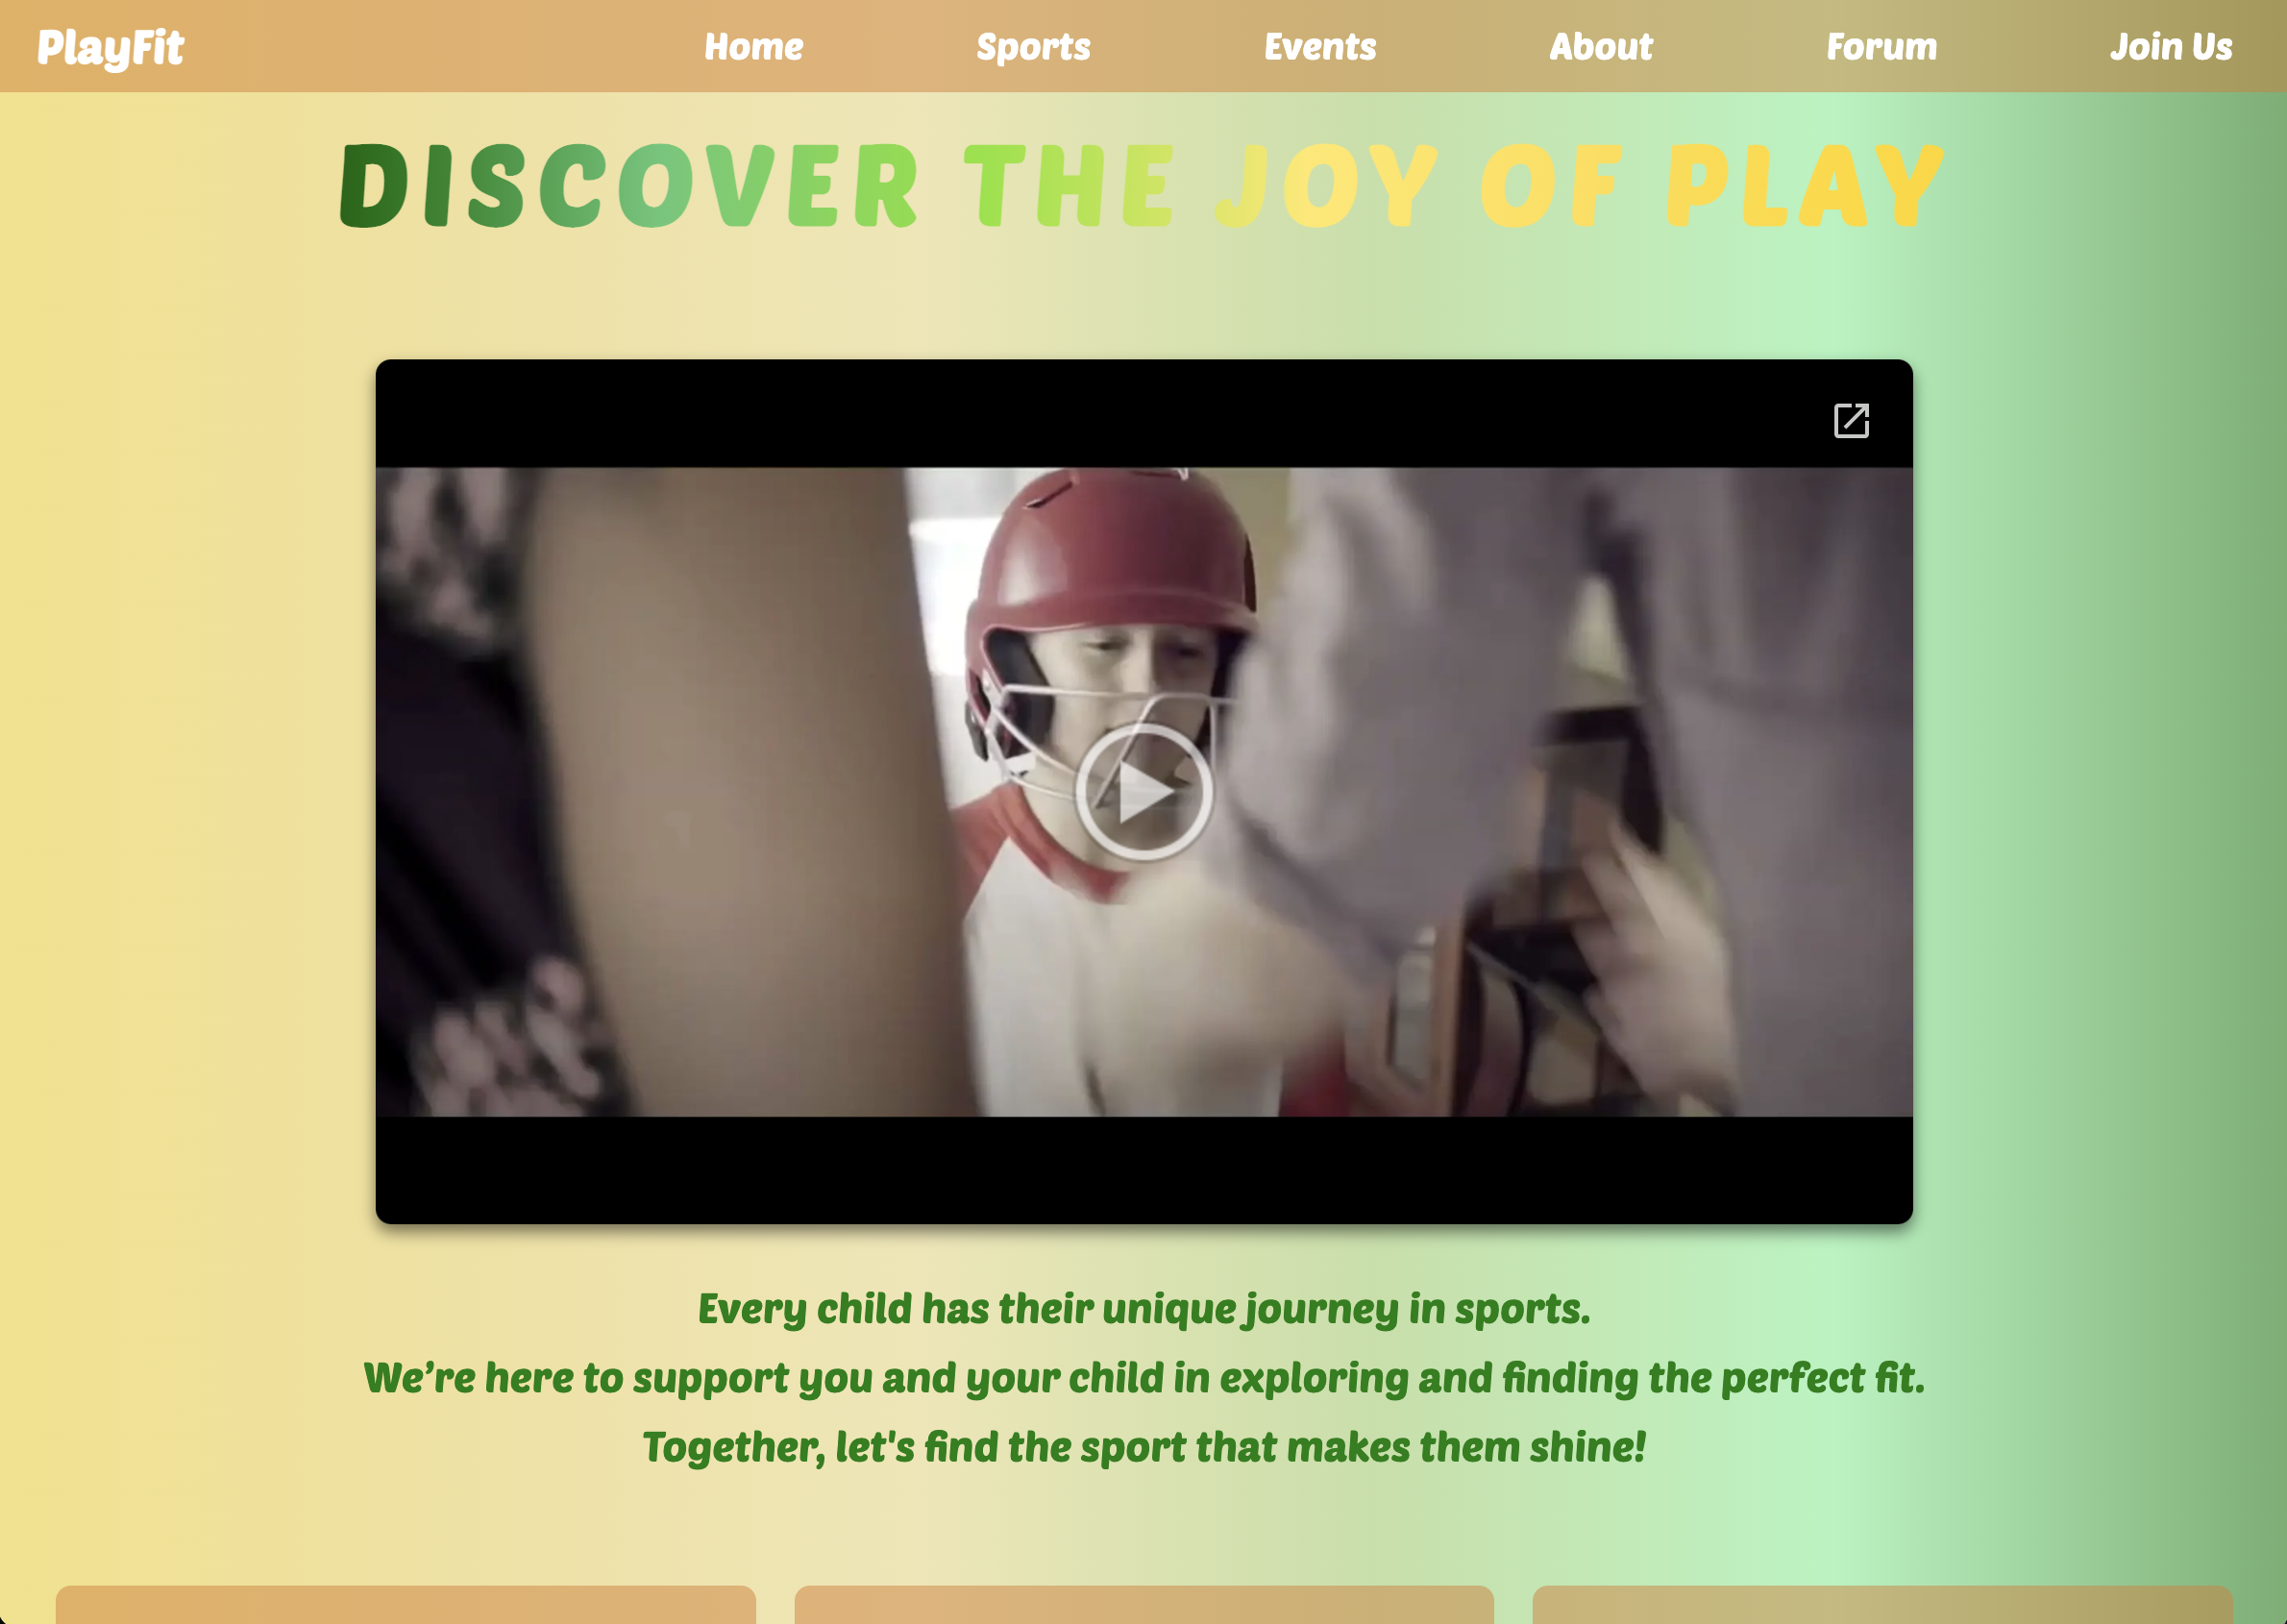 PlayFit
Home Sports Events About Forum Join Us
DISCOVER THE JOY OF PLAY
Every child has their unique journey in sports.
We’re here to support you and your child in exploring and finding the perfect fit.
Together, let's find the sport that makes them shine!